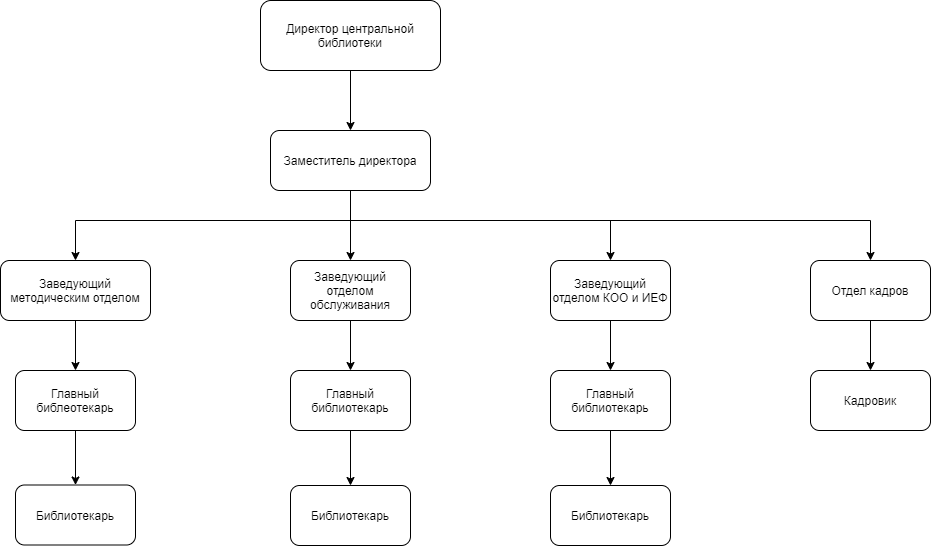 Директор центральной
библиотеки
Заместитель директора
Заведующий
методическим отделом
Заведующий
отделом
обслуживания
Заведующий
отделом КОО и ИЕФ
Отдел кадров
Главный
библеотекарь
Главный
библиотекарь
Главный
библиотекарь
Кадровик
Библиотекарь
Библиотекарь
Библиотекарь